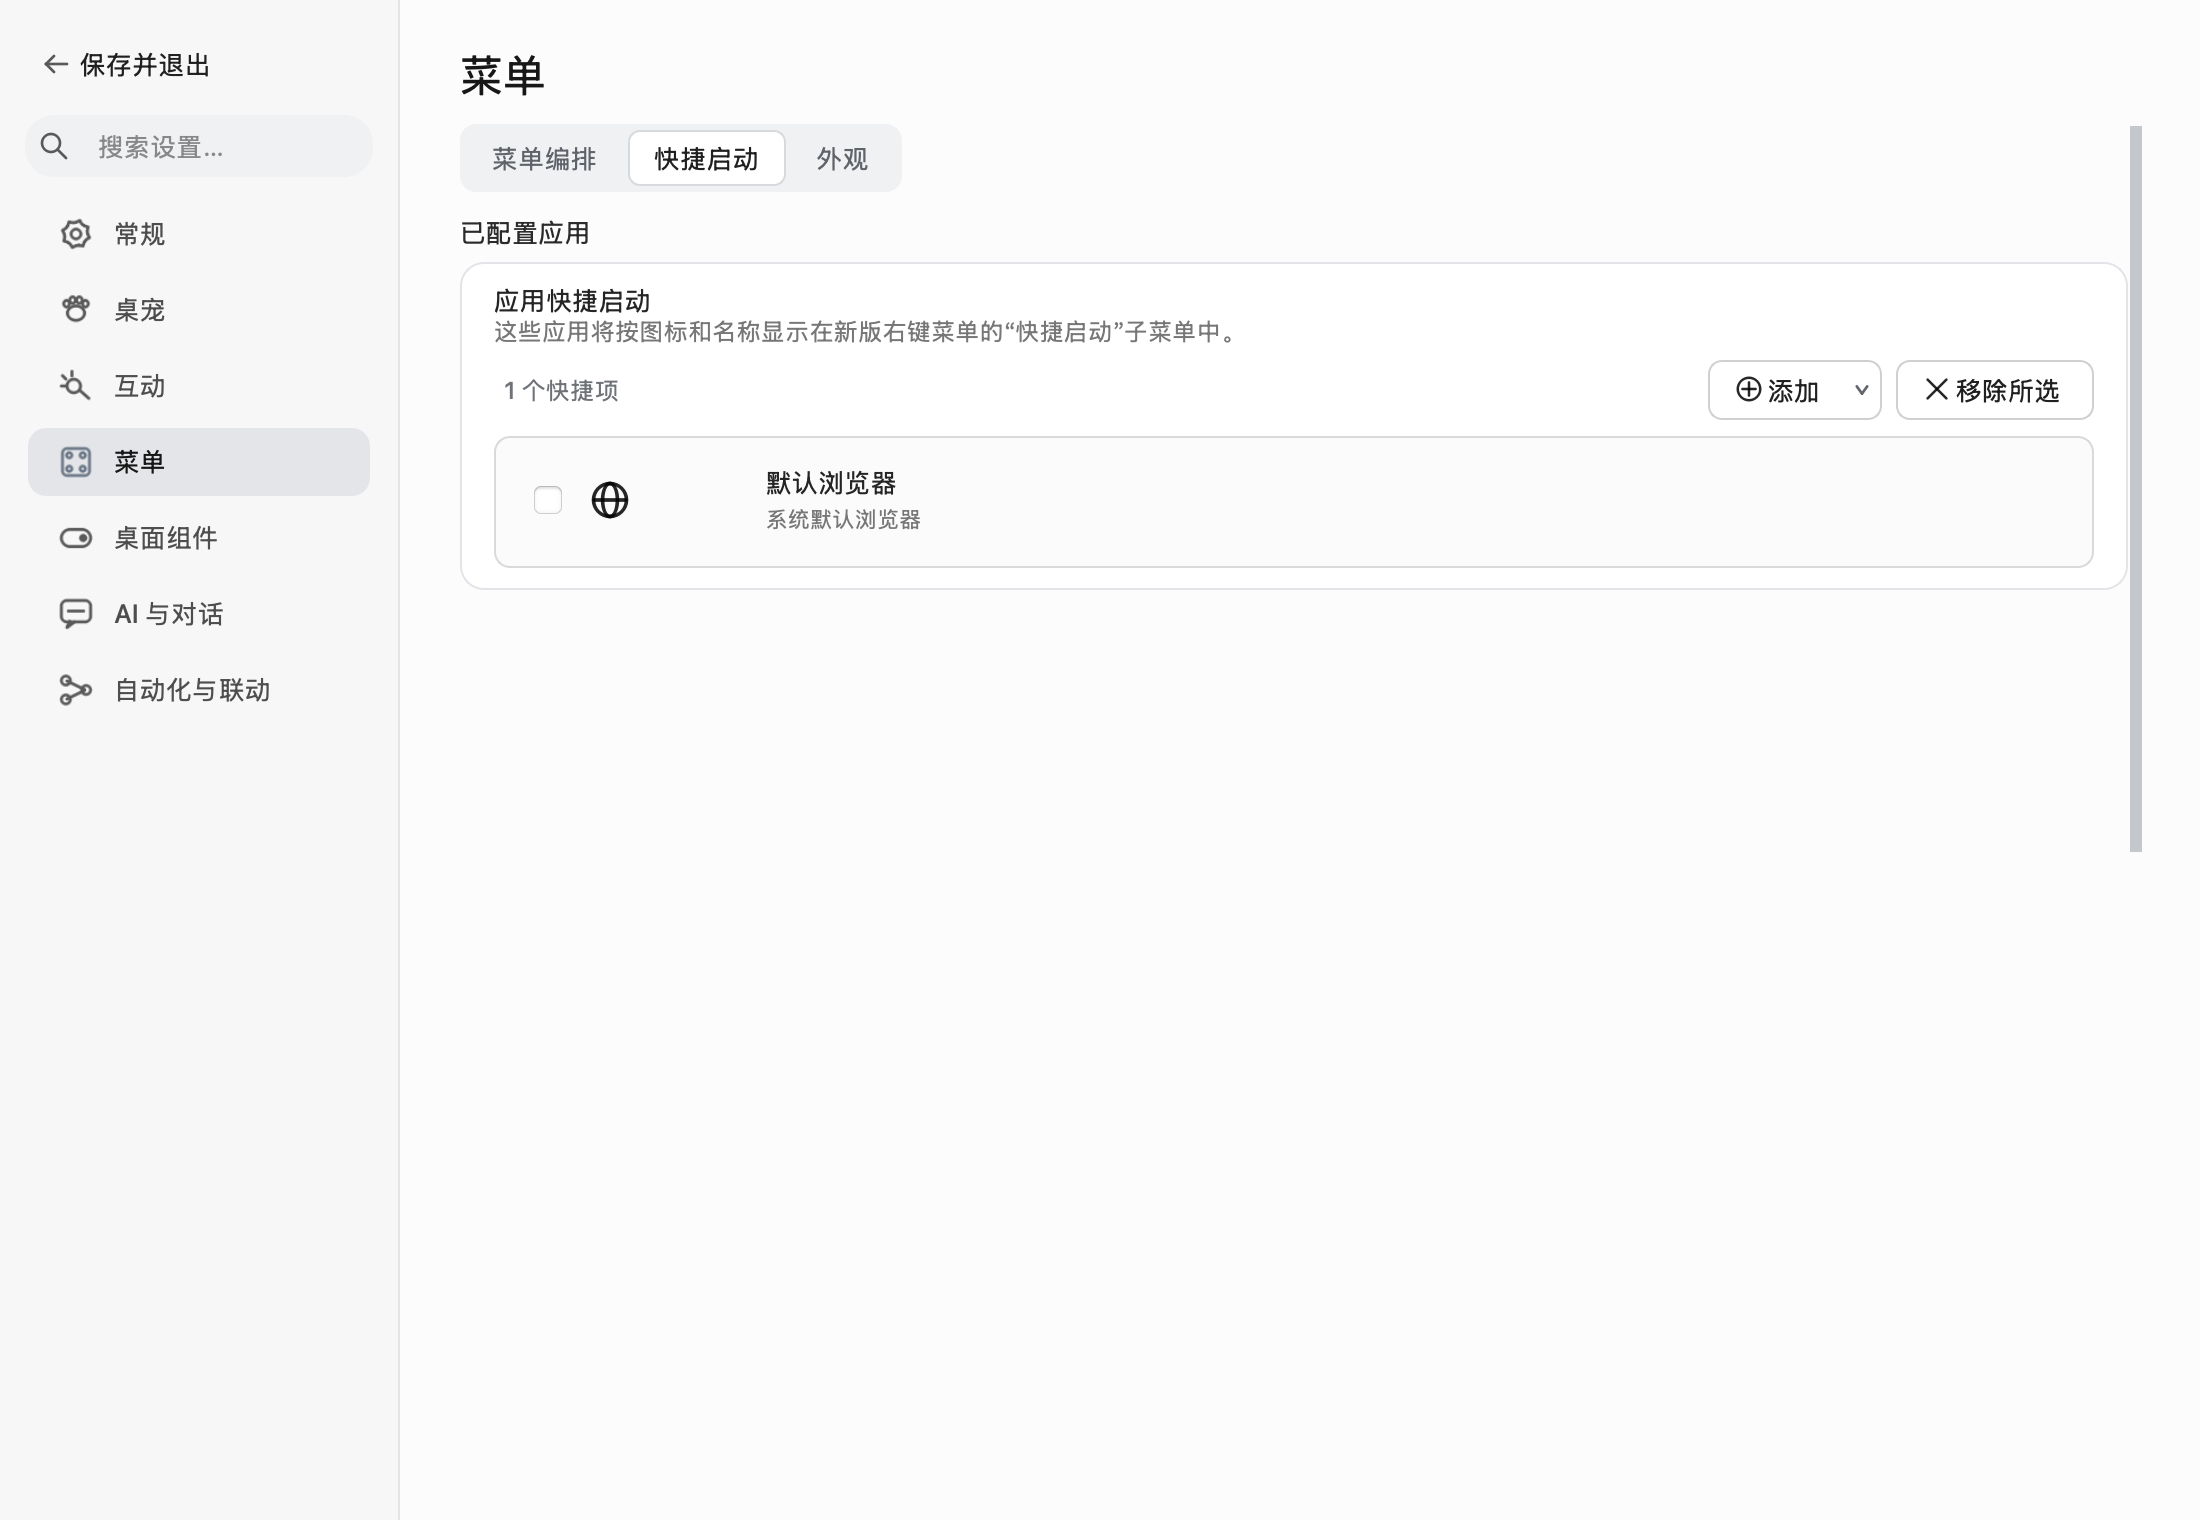 保存并退出
搜索设置...
常规
桌宠
互动
菜单
桌面组件
AI 与对话
自动化与联动
菜单
菜单编排 快捷启动 外观
已配置应用
应用快捷启动
这些应用将按图标和名称显示在新版右键菜单的“快捷启动”子菜单中。
1 个快捷项 添加 移除所选
默认浏览器
系统默认浏览器